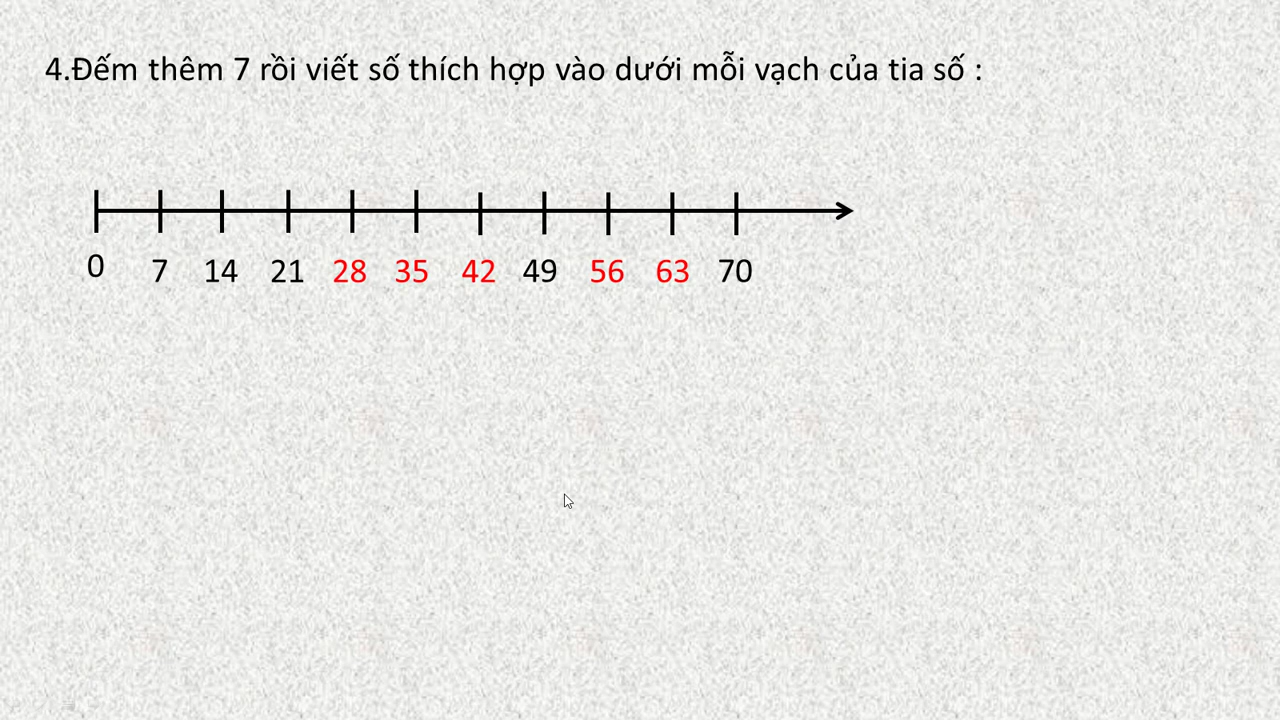 4.Đếm thêm 7 rồi viết số thích hợp vào dưới mỗi vạch của tia số :
0 7 14 21 28 35 42 49 56 63 70